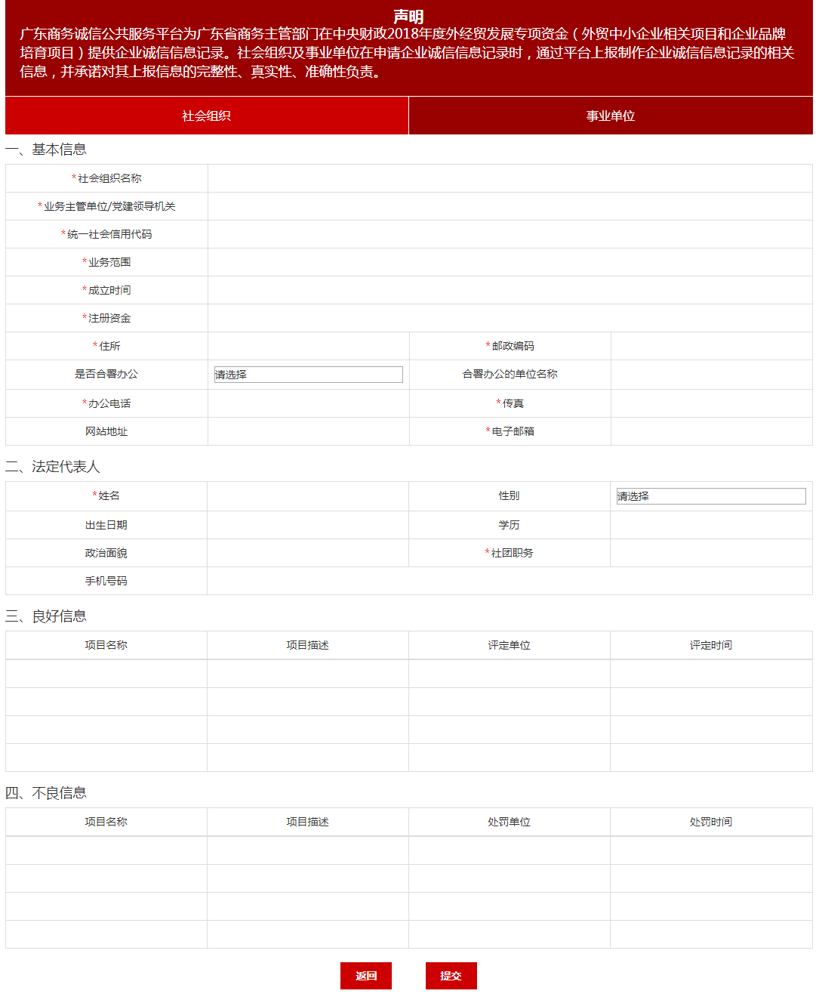 声明
广东商务诚信公共服务平台为广东省商务主管部门在中央财政2018年度外经贸发展专项资金（外贸中小企业相关项目和企业品牌
培育项目）提供企业诚信信息记录。社会组织及事业单位在申请企业诚信信息记录时，通过平台上报制作企业诚信信息记录的相关
信息，并承诺对其上报信息的完整性、真实性、准确性负责。
社会组织 事业单位
一、基本信息
*社会组织名称
*业务主管单位/党建领导机关
*统一社会信用代码
*业务范围
*成立时间
*注册资金
*住所 *邮政编码
是否合署办公 请选择 合署办公的单位名称
*办公电话 *传真
网站地址 *电子邮箱
二、法定代表人
*姓名 性别 请选择
出生日期 学历
政治面貌 *社团职务
手机号码
三、良好信息
项目名称 项目描述 评定单位 评定时间
四、不良信息
项目名称 项目描述 处罚单位 处罚时间
返回 提交